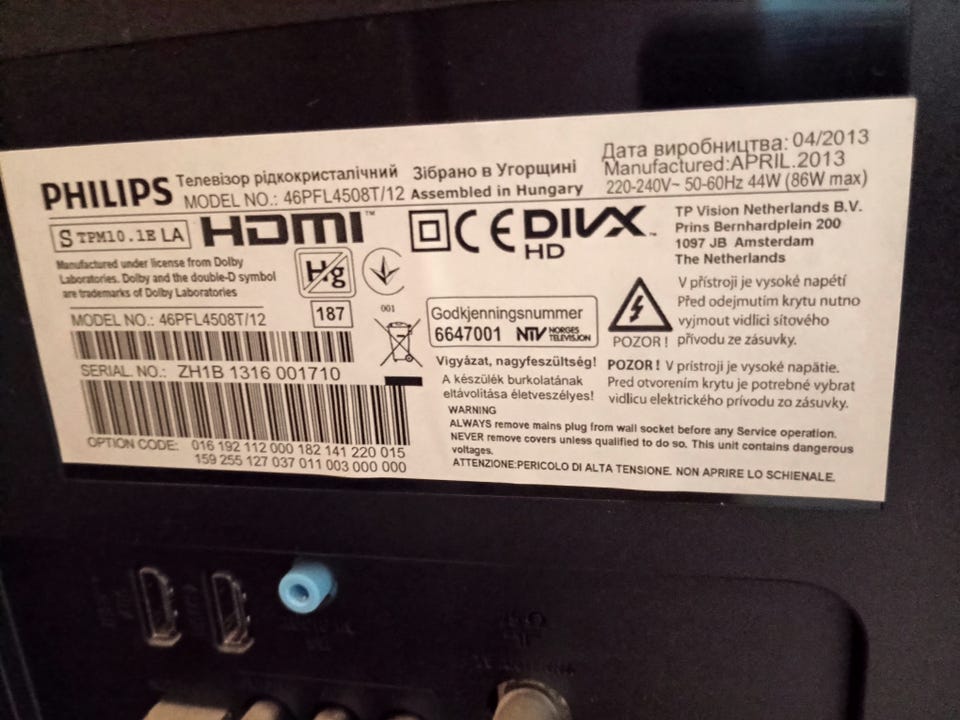 PHILIPS
Телевізор рідкокристалічний
MODEL NO.: 46PFL4508T/12
Зібрано в Угорщині
Assembled in Hungary
Дата виробництва: 04/2013
Manufactured:APRIL.2013
220-240V~ 50-60Hz 44W (86W max)
S TPM10.1E LA
HDMI™
CE
DIVX™
HD
TP Vision Netherlands B.V.
Prins Bernhardplein 200
1097 JB Amsterdam
The Netherlands
Manufactured under license from Dolby
Laboratories. Dolby and the double-D symbol
are trademarks of Dolby Laboratories
Hg
187
001
MODEL NO.: 46PFL4508T/12
SERIAL. NO.: ZH1B 1316 001710
OPTION CODE: 016 192 112 000 182 141 220 015
159 255 127 037 011 003 000 000
Godkjenningsnummer
6647001 NTV NORGES
TELEVISJON
Vigyázat, nagyfeszültség!
A készülék burkolatának
eltávolítása életveszélyes!
V přístroji je vysoké napětí
Před odejmutím krytu nutno
vyjmout vidlici síťového
POZOR ! přívodu ze zásuvky.
POZOR ! V prístroji je vysoké napätie.
Pred otvorením krytu je potrebné vybrat
vidlicu elektrického prívodu zo zásuvky.
WARNING
ALWAYS remove mains plug from wall socket before any Service operation.
NEVER remove covers unless qualified to do so. This unit contains dangerous
voltages.
ATTENZIONE:PERICOLO DI ALTA TENSIONE. NON APRIRE LO SCHIENALE.